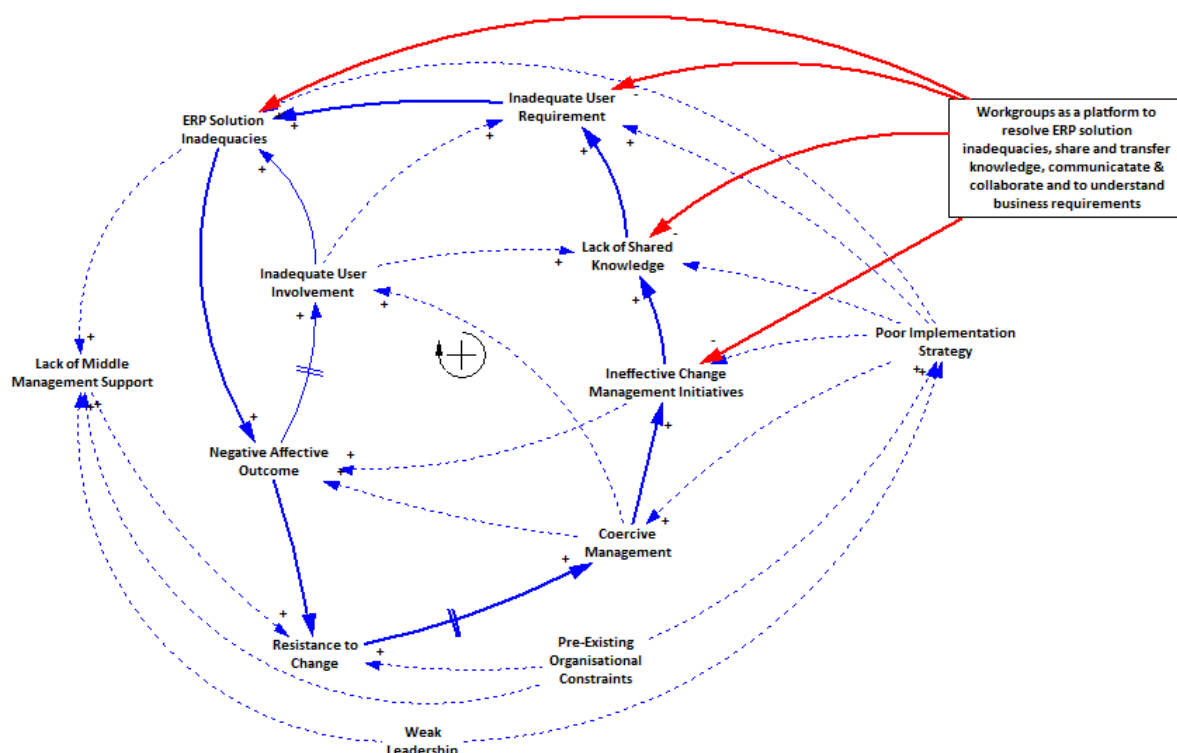 Inadequate User
Requirement
ERP Solution
Inadequacies
Workgroups as a platform to
resolve ERP solution
inadequacies, share and transfer
knowledge, communicatate &
collaborate and to understand
business requirements
Lack of Shared
Knowledge
Inadequate User
Involvement
Poor Implementation
Strategy
Lack of Middle
Management Support
Ineffective Change
Management Initiatives
Negative Affective
Outcome
Coercive
Management
Resistance to
Change
Pre-Existing
Organisational
Constraints
Weak
Leadership